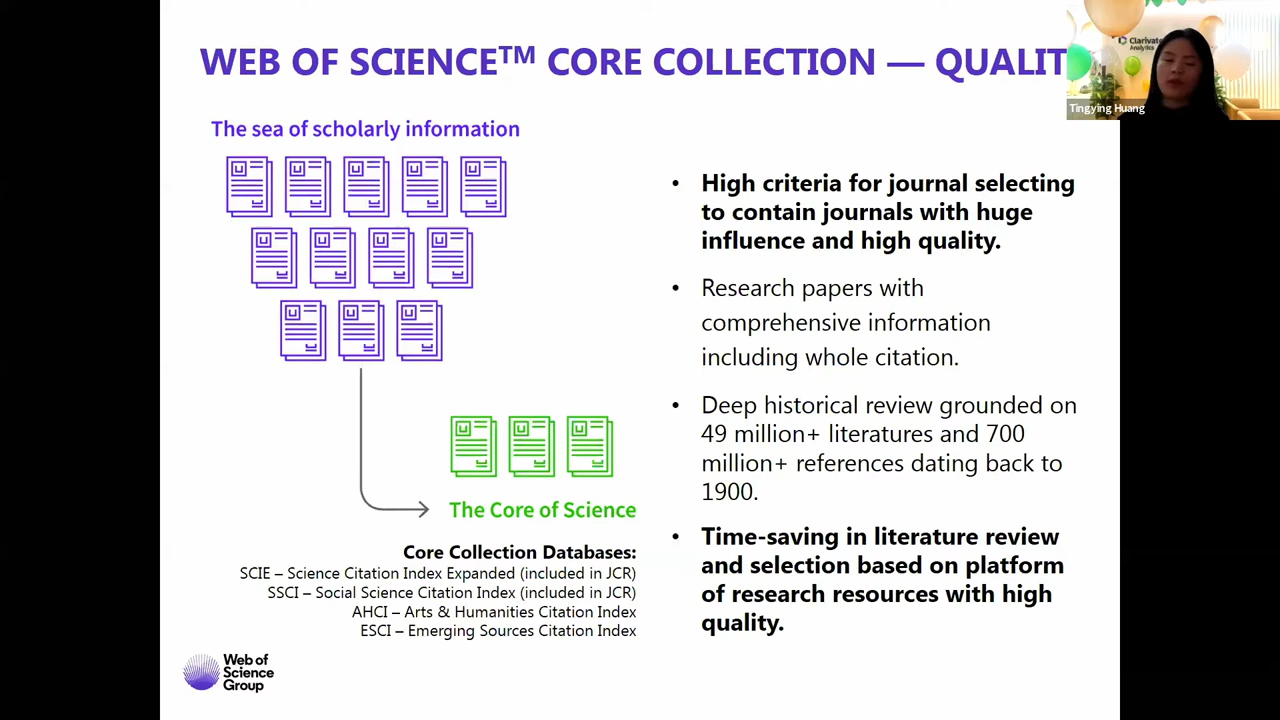 WEB OF SCIENCE™ CORE COLLECTION — QUALIT
Clarivate
Analytics
Tingying Huang
The sea of scholarly information
The Core of Science
Core Collection Databases:
SCIE – Science Citation Index Expanded (included in JCR)
SSCI – Social Science Citation Index (included in JCR)
AHCI – Arts & Humanities Citation Index
ESCI – Emerging Sources Citation Index
Web of
Science
Group
• High criteria for journal selecting
to contain journals with huge
influence and high quality.
• Research papers with
comprehensive information
including whole citation.
• Deep historical review grounded on
49 million+ literatures and 700
million+ references dating back to
1900.
• Time-saving in literature review
and selection based on platform
of research resources with high
quality.